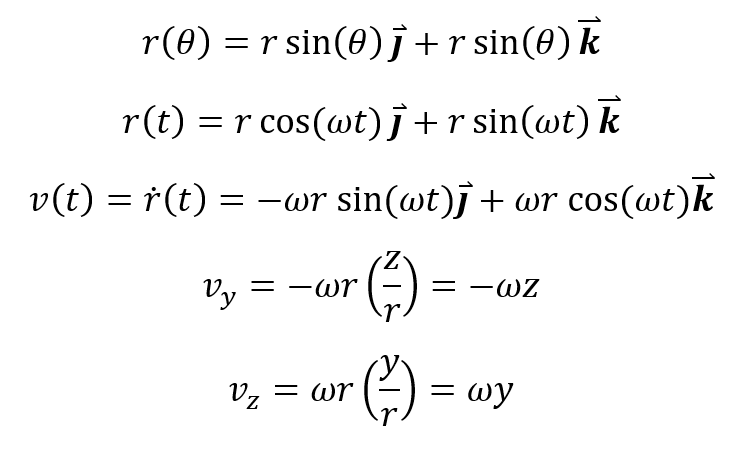 r(θ) = r sin(θ) j⃗ + r sin(θ) k⃗
r(t) = r cos(ωt) j⃗ + r sin(ωt) k⃗
v(t) = ṙ(t) = −ωr sin(ωt)j⃗ + ωr cos(ωt)k⃗
v_y = −ωr (z/r) = −ωz
v_z = ωr (y/r) = ωy